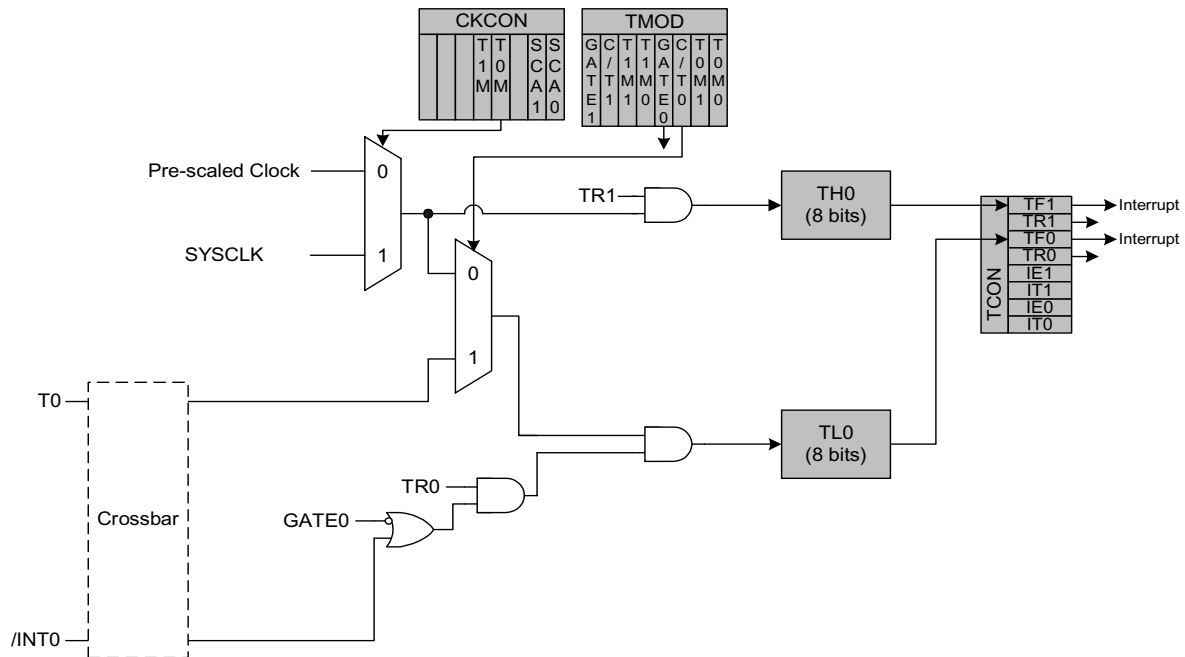 CKCON
T1M
T0M
SCA1
SCA0
TMOD
GATE1
C/T1
T1M1
T1M0
GATE0
C/T0
T0M1
T0M0
Pre-scaled Clock
0
SYSCLK
1
TR1
TH0
(8 bits)
TCON
TF1
TR1
TF0
TR0
IE1
IT1
IE0
IT0
Interrupt
Interrupt
0
1
T0
Crossbar
TL0
(8 bits)
TR0
GATE0
/INT0